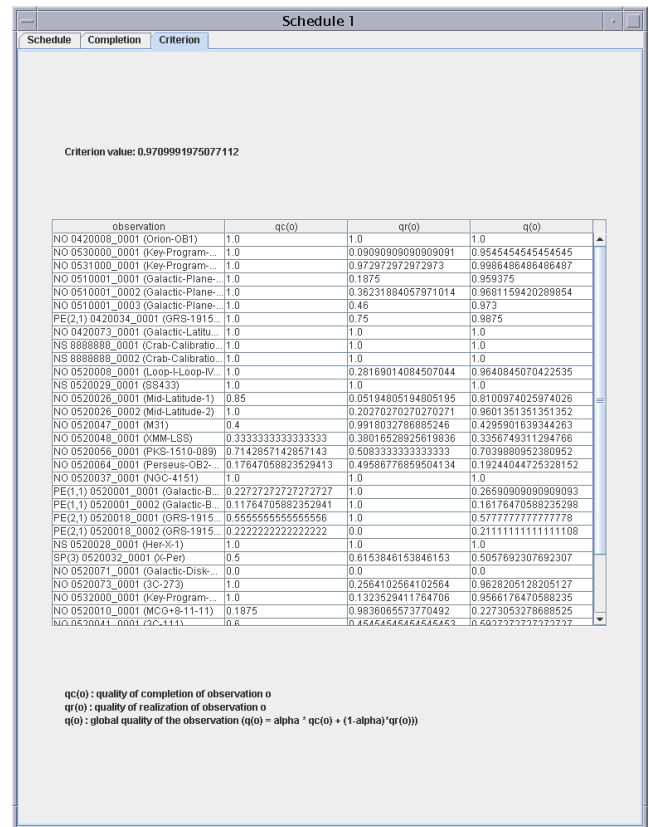 Schedule 1
Schedule Completion Criterion
Criterion value: 0.9709991975077112
observation qc(o) qr(o) q(o)
NO 0420008_0001 (Orion-OB1) 1.0 1.0 1.0
NO 0530000_0001 (Key-Program-... 1.0 0.09090909090909091 0.9545454545454545
NO 0531000_0001 (Key-Program-... 1.0 0.972972972972973 0.9986486486486487
NO 0510001_0001 (Galactic-Plane-... 1.0 0.1875 0.959375
NO 0510001_0002 (Galactic-Plane-... 1.0 0.36231884057971014 0.9681159420289854
NO 0510001_0003 (Galactic-Plane-... 1.0 0.46 0.973
PE(2,1) 0420034_0001 (GRS-1915... 1.0 0.75 0.9875
NO 0420073_0001 (Galactic-Latitu... 1.0 1.0 1.0
NS 8888888_0001 (Crab-Calibratio... 1.0 1.0 1.0
NS 8888888_0002 (Crab-Calibratio... 1.0 1.0 1.0
NO 0520008_0001 (Loop-I-Loop-IV... 1.0 0.28169014084507044 0.9640845070422535
NS 0520029_0001 (SS433) 1.0 1.0 1.0
NO 0520026_0001 (Mid-Latitude-1) 0.85 0.05194805194805195 0.8100974025974026
NO 0520026_0002 (Mid-Latitude-2) 1.0 0.20270270270270271 0.9601351351351352
NO 0520047_0001 (M31) 0.4 0.9918032786885246 0.4295901639344263
NO 0520048_0001 (XMM-LSS) 0.3333333333333333 0.38016528925619836 0.3356749311294766
NO 0520056_0001 (PKS-1510-089) 0.7142857142857143 0.5083333333333333 0.7039880952380952
NO 0520064_0001 (Perseus-OB2-... 0.17647058823529413 0.49586776859504134 0.19244044725328152
NO 0520037_0001 (NGC-4151) 1.0 1.0 1.0
PE(1,1) 0520001_0001 (Galactic-B... 0.22727272727272727 1.0 0.26590909090909093
PE(1,1) 0520001_0002 (Galactic-B... 0.11764705882352941 1.0 0.16176470588235298
PE(2,1) 0520018_0001 (GRS-1915... 0.5555555555555556 1.0 0.5777777777777778
PE(2,1) 0520018_0002 (GRS-1915... 0.2222222222222222 0.0 0.21111111111111108
NS 0520028_0001 (Her-X-1) 1.0 1.0 1.0
SP(3) 0520032_0001 (X-Per) 0.5 0.6153846153846153 0.5057692307692307
NO 0520071_0001 (Galactic-Disk-... 0.0 0.0 0.0
NO 0520073_0001 (3C-273) 1.0 0.2564102564102564 0.9628205128205127
NO 0532000_0001 (Key-Program-... 1.0 0.1323529411764706 0.9566176470588235
NO 0520010_0001 (MCG+8-11-11) 0.1875 0.9836065573770492 0.2273053278688525
NO 0520041_0001 (3C-111) 0.6 0.45454545454545453 0.5927272727272727
qc(o) : quality of completion of observation o
qr(o) : quality of realization of observation o
q(o) : global quality of the observation (q(o) = alpha * qc(o) + (1-alpha)*qr(o)))